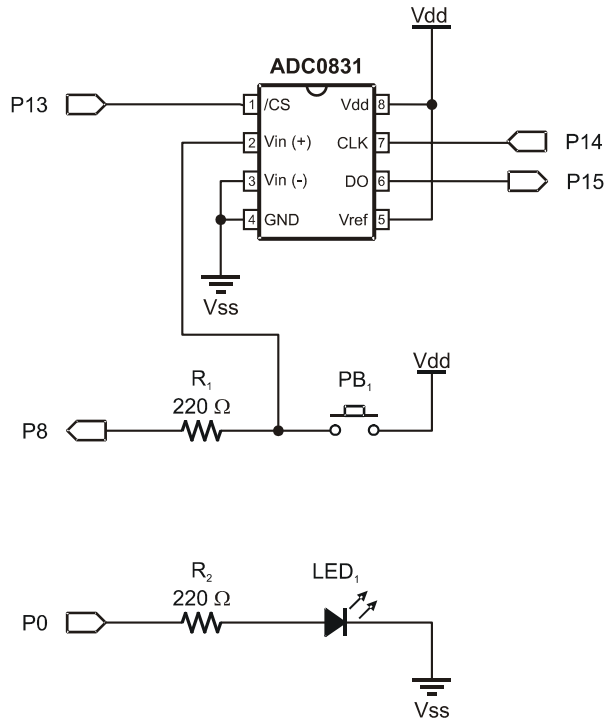 Vdd
ADC0831
P13
1 /CS Vdd 8
2 Vin (+) CLK 7
P14
3 Vin (-) DO 6
P15
4 GND Vref 5
Vss
R₁
220 Ω
PB₁
Vdd
P8
R₂
220 Ω
LED₁
P0
Vss